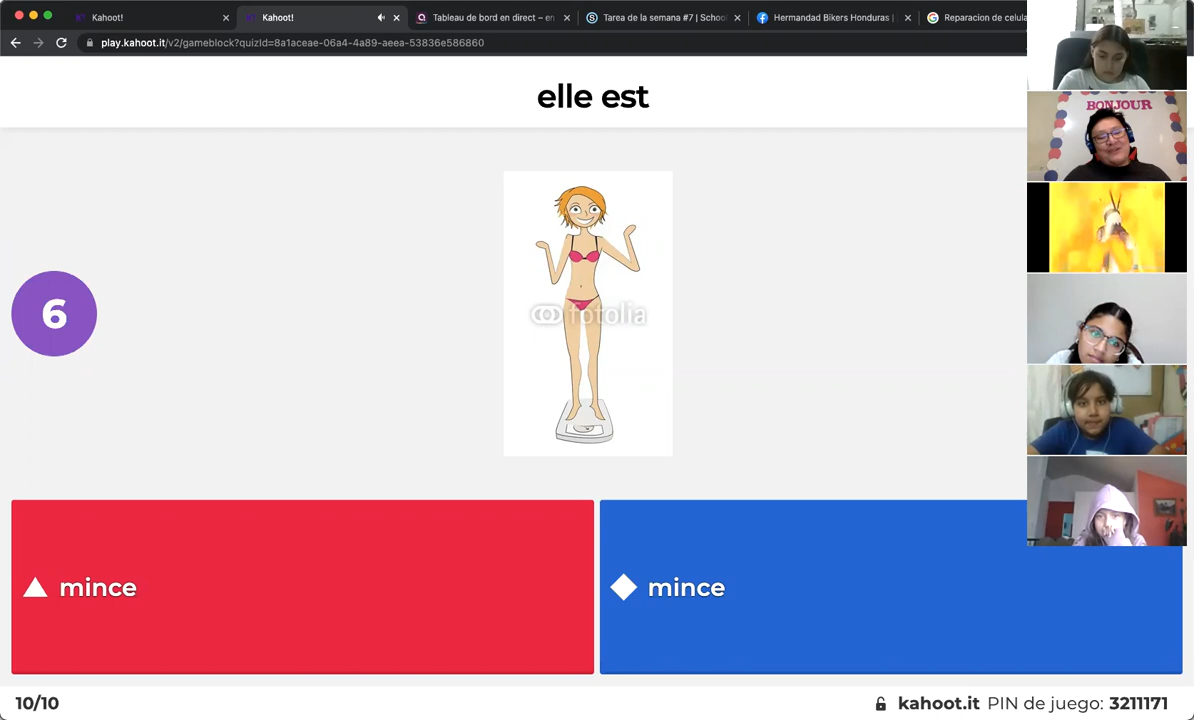 Kahoot!
Kahoot!
Tableau de bord en direct – en
Tarea de la semana #7 | Schoo
Hermandad Bikers Honduras |
Reparacion de celula
play.kahoot.it/v2/gameblock?quizId=8a1aceae-06a4-4a89-aeea-53836e586860
elle est
BONJOUR
6
fotolia
mince
mince
10/10
kahoot.it PIN de juego: 3211171